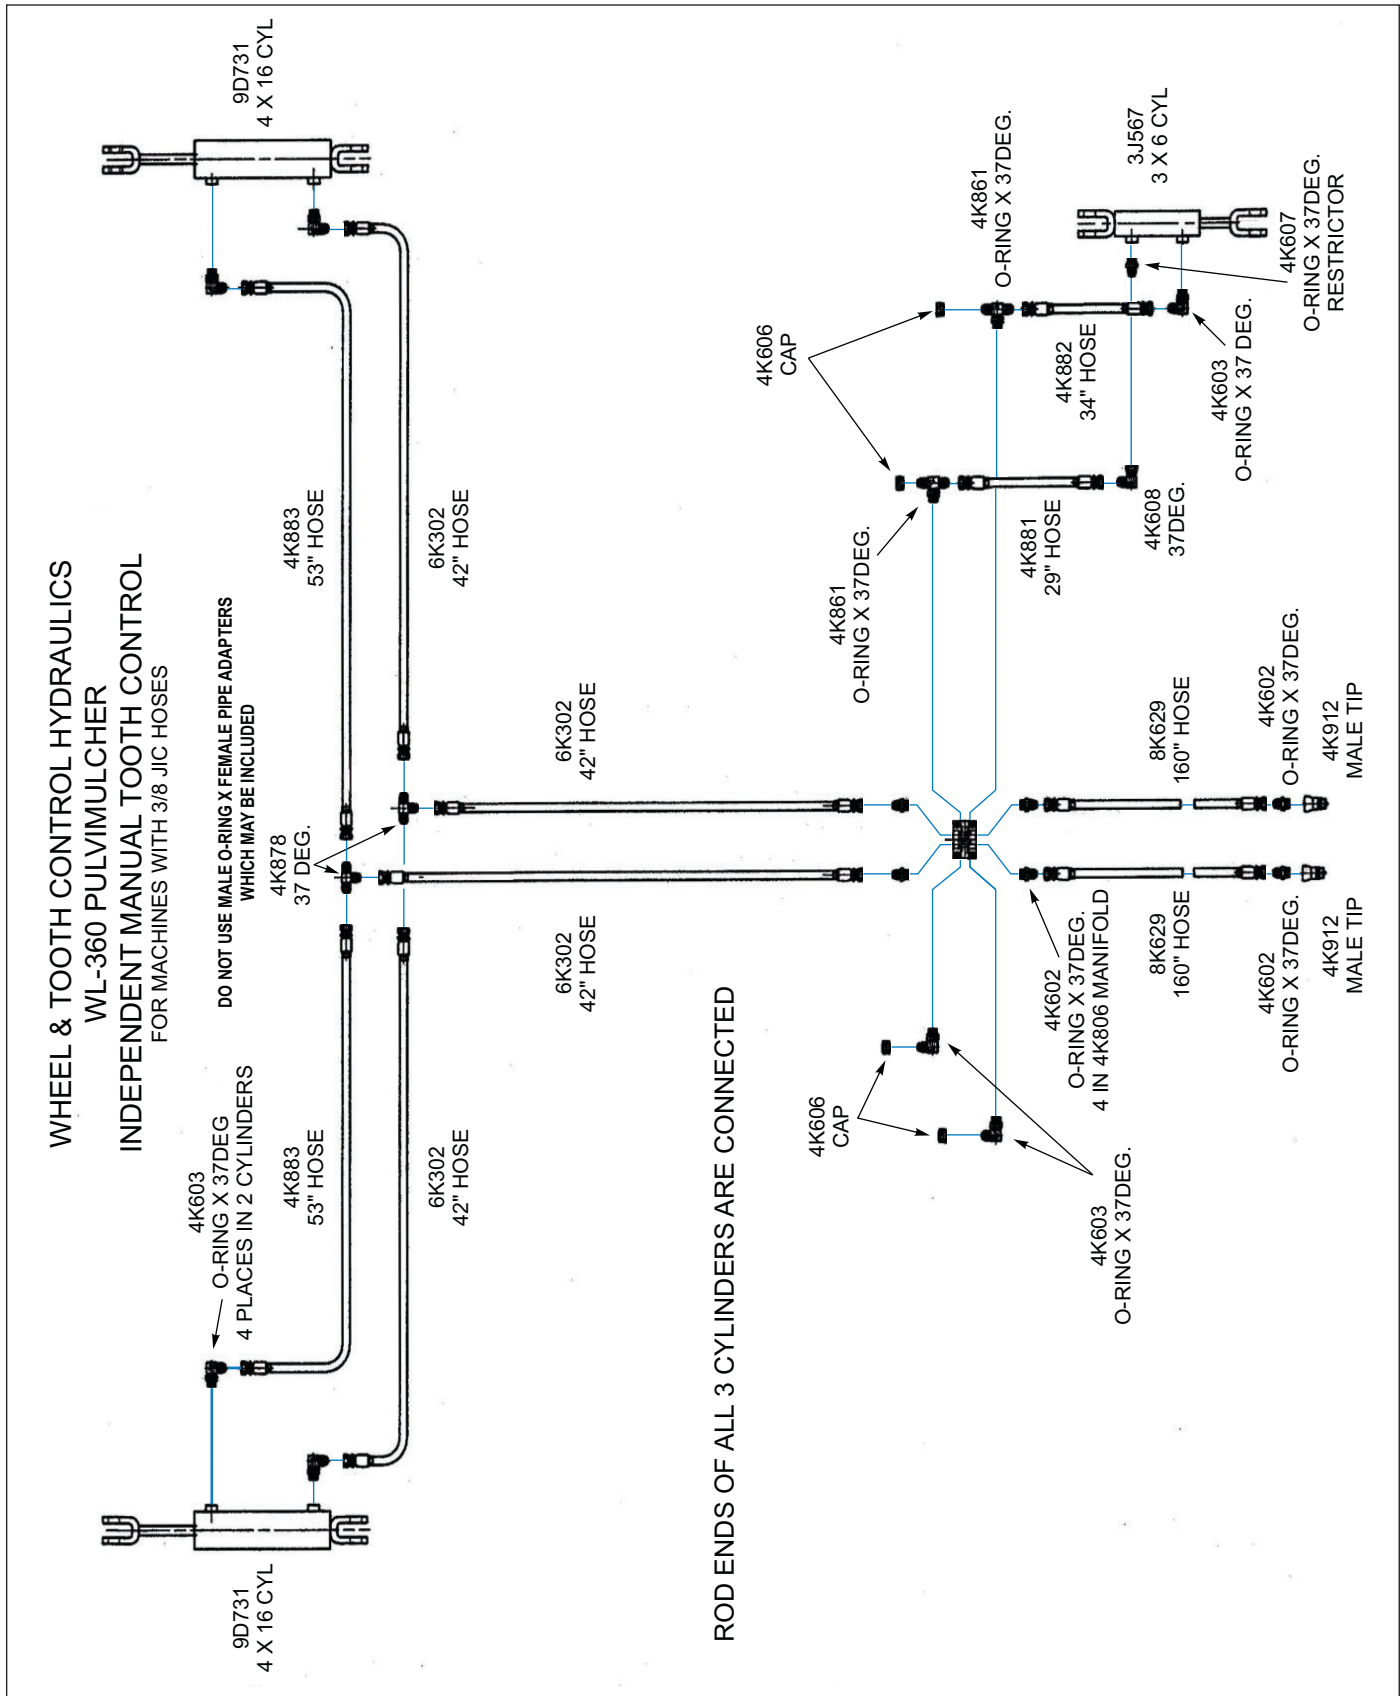 WHEEL & TOOTH CONTROL HYDRAULICS
WL-360 PULVIMULCHER
INDEPENDENT MANUAL TOOTH CONTROL
FOR MACHINES WITH 3/8 JIC HOSES
DO NOT USE MALE O-RING X FEMALE PIPE ADAPTERS
WHICH MAY BE INCLUDED
9D731
4 X 16 CYL
4K603
O-RING X 37DEG
4 PLACES IN 2 CYLINDERS
4K883
53" HOSE
6K302
42" HOSE
4K878
37 DEG.
4K883
53" HOSE
6K302
42" HOSE
9D731
4 X 16 CYL
6K302
42" HOSE
6K302
42" HOSE
ROD ENDS OF ALL 3 CYLINDERS ARE CONNECTED
4K606
CAP
4K603
O-RING X 37DEG.
4K602
O-RING X 37DEG.
4 IN 4K806 MANIFOLD
8K629
160" HOSE
4K602
O-RING X 37DEG.
4K912
MALE TIP
8K629
160" HOSE
4K602
O-RING X 37DEG.
4K912
MALE TIP
4K861
O-RING X 37DEG.
4K606
CAP
4K881
29" HOSE
4K608
37DEG.
4K861
O-RING X 37DEG.
4K882
34" HOSE
4K603
O-RING X 37 DEG.
3J567
3 X 6 CYL
4K607
O-RING X 37DEG.
RESTRICTOR